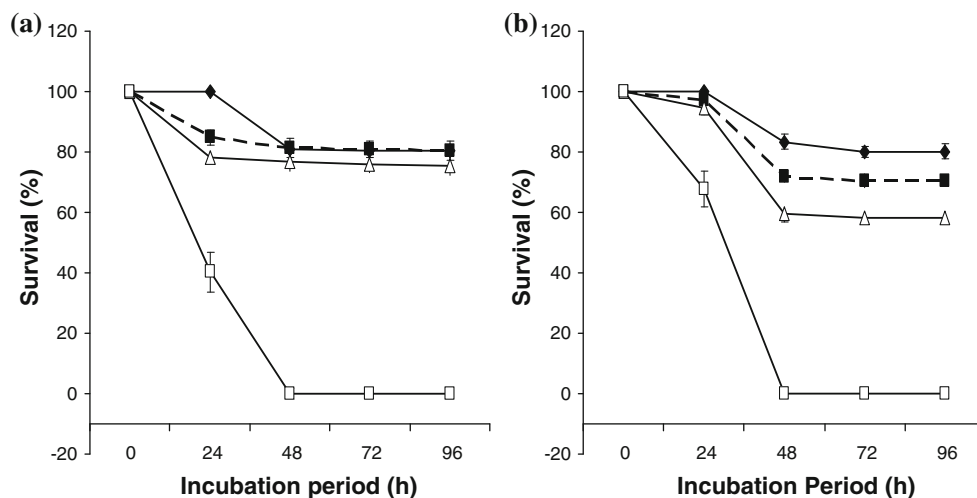 (a)
120
100
80
60
40
20
0
-20
0 24 48 72 96
Survival (%)
Incubation period (h)
(b)
120
100
80
60
40
20
0
-20
0 24 48 72 96
Survival (%)
Incubation Period (h)